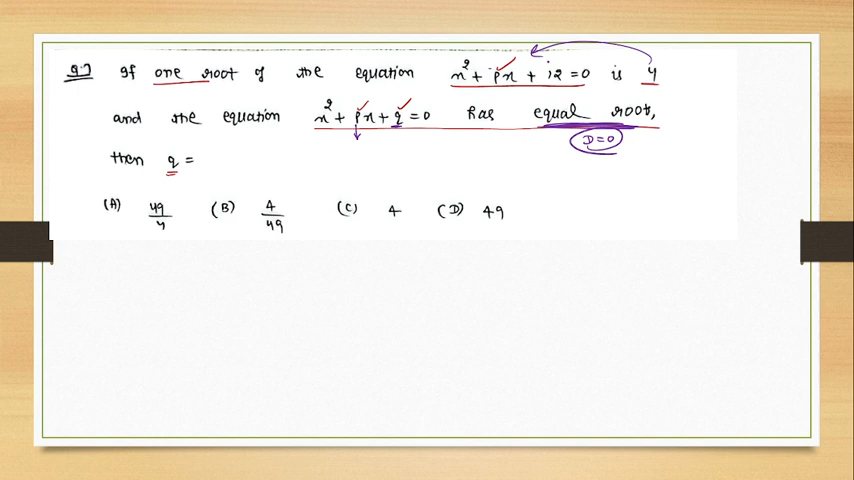 Q.7 If one root of the equation x² + px + 12 = 0 is 4
and the equation x² + px + q = 0 has equal root,
D=0
then q =
(A) 49/4 (B) 4/49 (C) 4 (D) 49